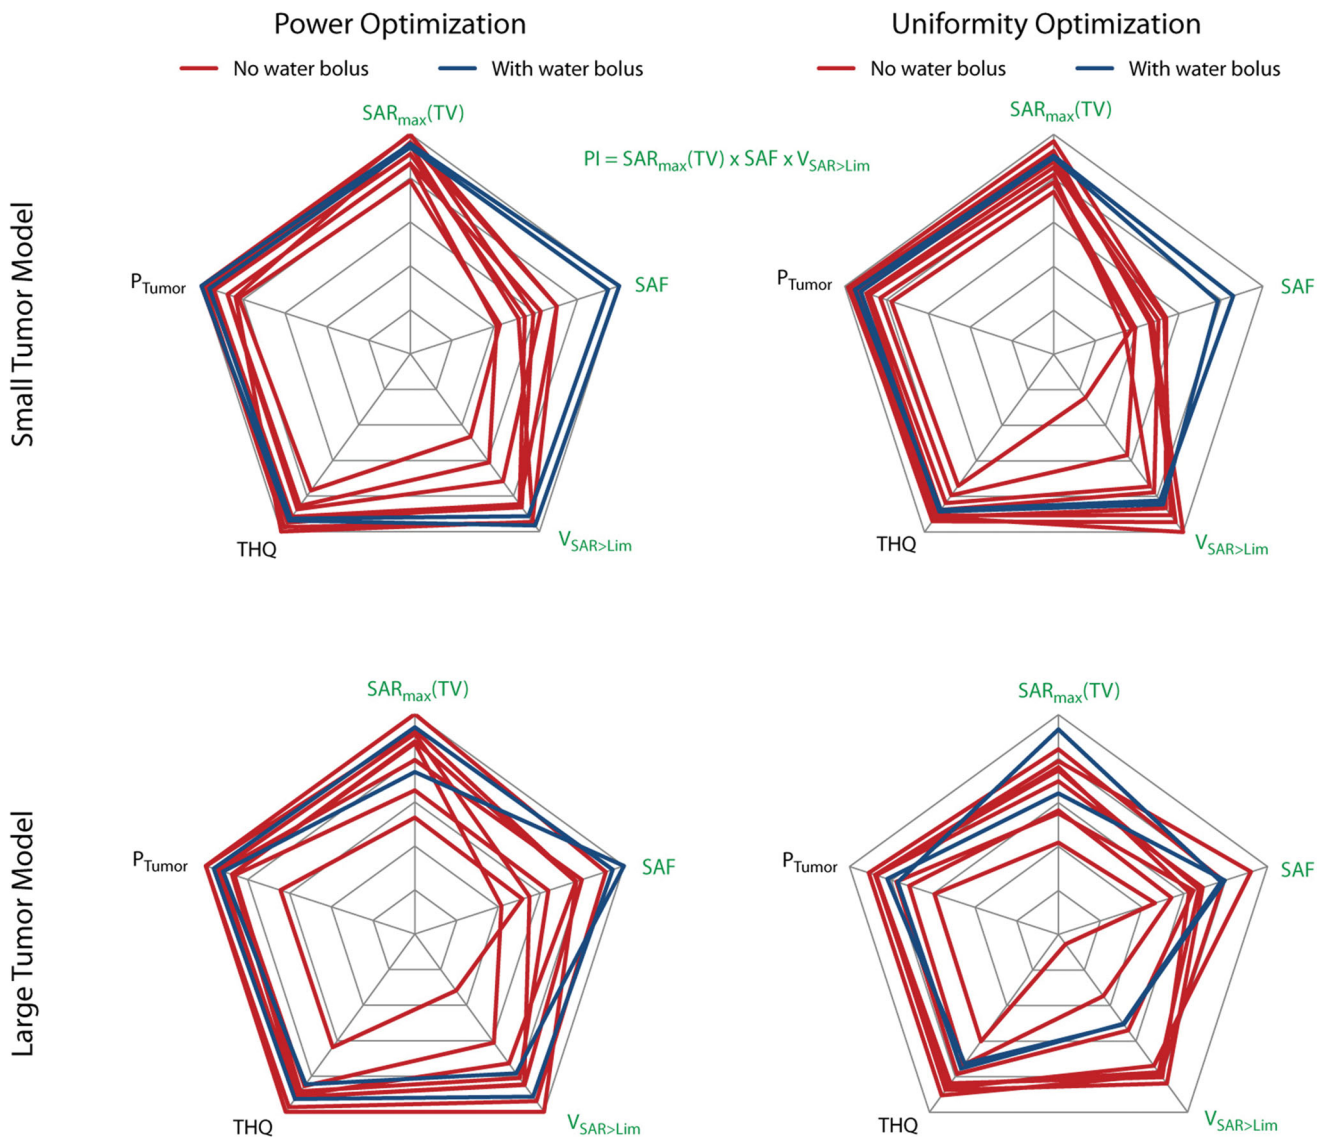 Power Optimization
Uniformity Optimization
No water bolus
With water bolus
No water bolus
With water bolus
SARmax(TV)
SARmax(TV)
PI = SARmax(TV) x SAF x VSAR>Lim
Small Tumor Model
PTumor
SAF
PTumor
SAF
THQ
VSAR>Lim
THQ
VSAR>Lim
SARmax(TV)
SARmax(TV)
Large Tumor Model
PTumor
SAF
PTumor
SAF
THQ
VSAR>Lim
THQ
VSAR>Lim